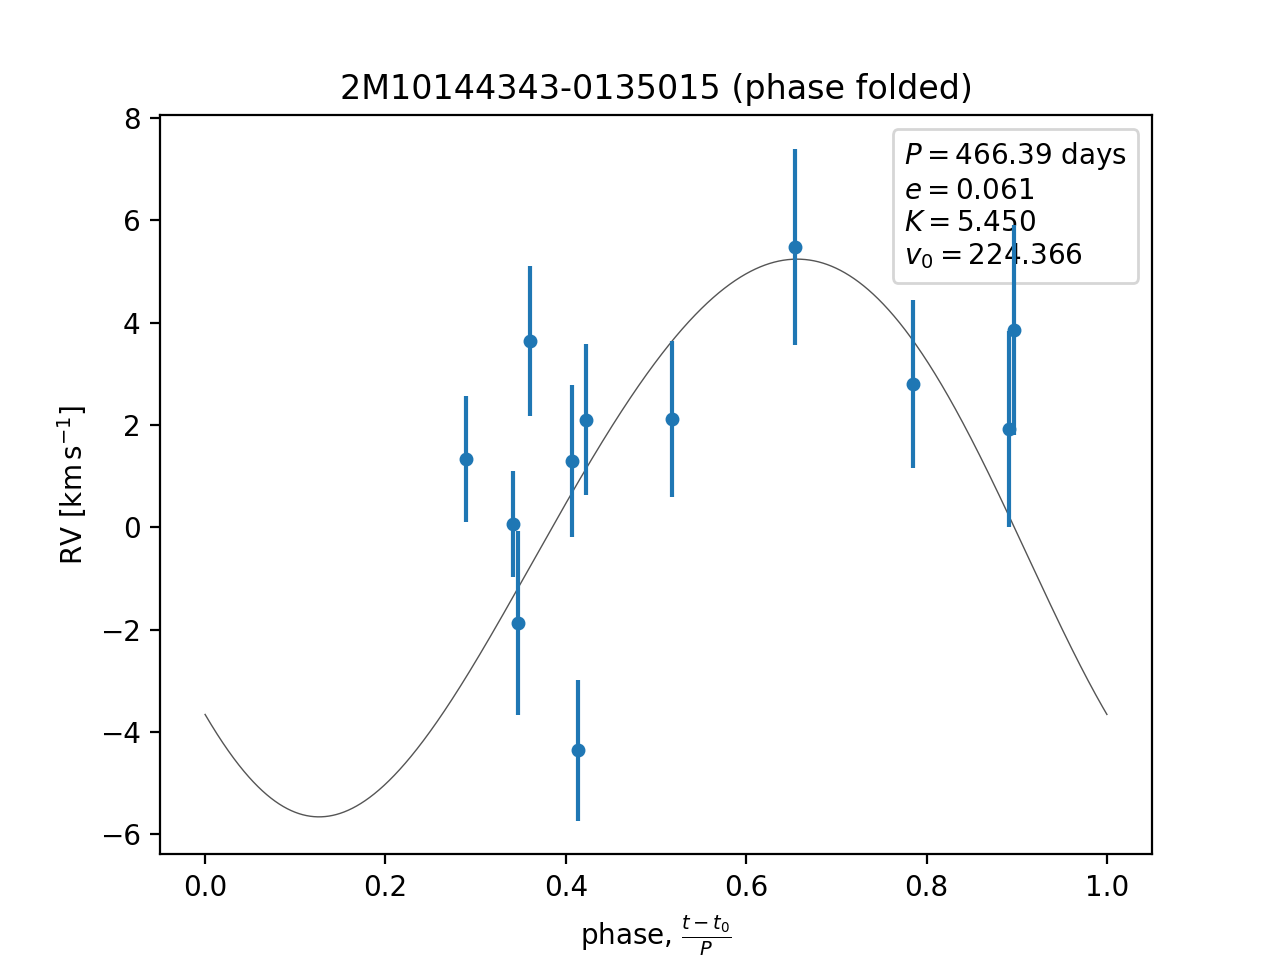 2M10144343-0135015 (phase folded)
P = 466.39 days
e = 0.061
K = 5.450
v₀ = 224.366
8
6
4
2
0
−2
−4
−6
RV [km s⁻¹]
0.0 0.2 0.4 0.6 0.8 1.0
phase, (t − t₀)/P